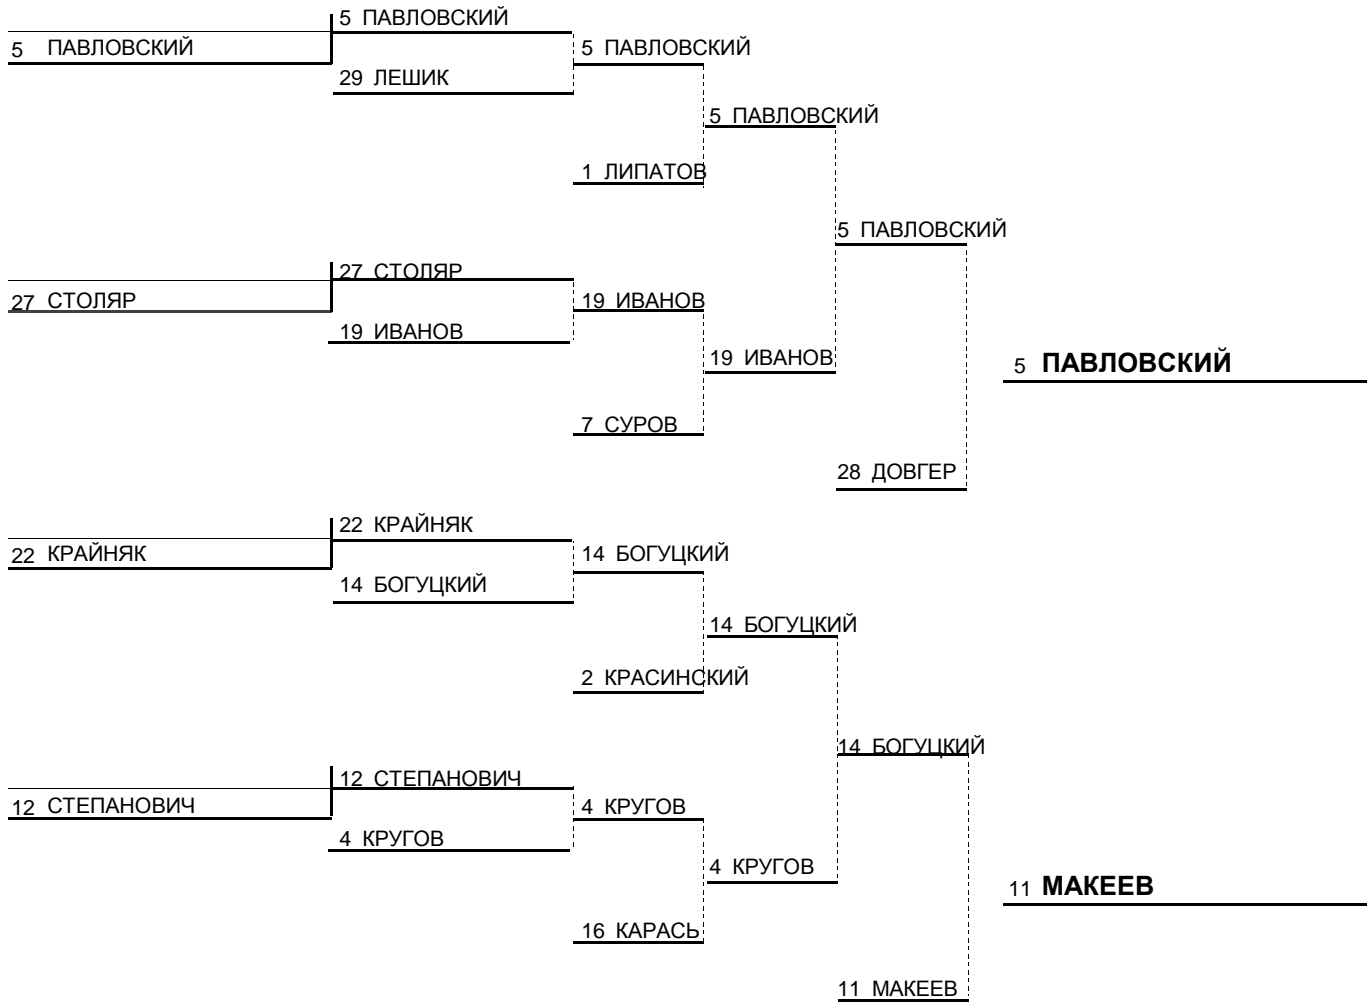 5 ПАВЛОВСКИЙ
5 ПАВЛОВСКИЙ
5 ПАВЛОВСКИЙ
29 ЛЕШИК
5 ПАВЛОВСКИЙ
1 ЛИПАТОВ
5 ПАВЛОВСКИЙ
27 СТОЛЯР
27 СТОЛЯР
19 ИВАНОВ
19 ИВАНОВ
19 ИВАНОВ
5 ПАВЛОВСКИЙ
7 СУРОВ
28 ДОВГЕР
22 КРАЙНЯК
22 КРАЙНЯК
14 БОГУЦКИЙ
14 БОГУЦКИЙ
14 БОГУЦКИЙ
2 КРАСИНСКИЙ
14 БОГУЦКИЙ
12 СТЕПАНОВИЧ
12 СТЕПАНОВИЧ
4 КРУГОВ
4 КРУГОВ
4 КРУГОВ
11 МАКЕЕВ
16 КАРАСЬ
11 МАКЕЕВ